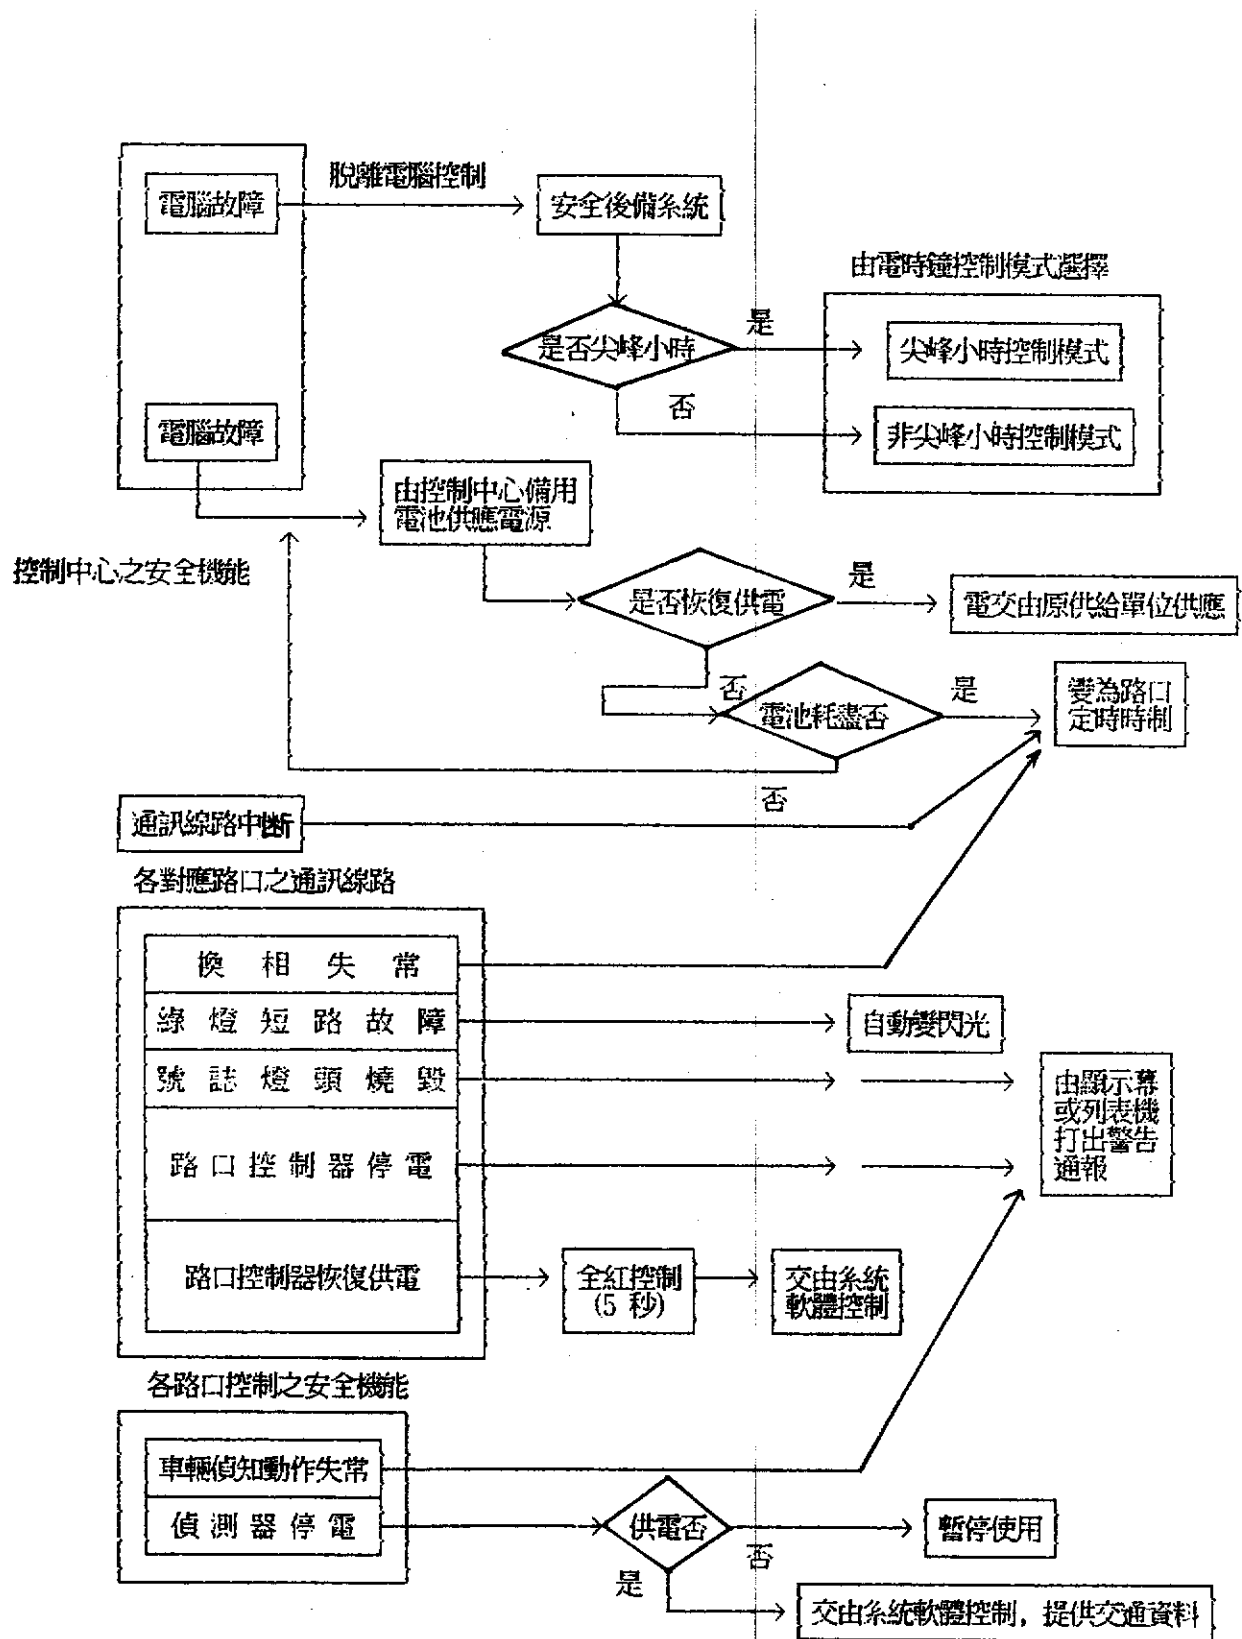 脫離電腦控制
電腦故障
安全後備系統
由電時鐘控制模式選擇
是否尖峰小時
是
尖峰小時控制模式
否
電腦故障
非尖峰小時控制模式
由控制中心備用
電池供應電源
控制中心之安全機能
是否恢復供電
是
電交由原供給單位供應
否
電池耗盡否
是
變為路口
定時時制
否
通訊線路中斷
各對應路口之通訊線路
換相失常
綠燈短路故障
自動變閃光
號誌燈頭燒毀
由顯示幕
或列表機
打出警告
通報
路口控制器停電
路口控制器恢復供電
全紅控制
(5 秒)
交由系統
軟體控制
各路口控制之安全機能
車輛偵知動作失常
偵測器停電
供電否
否
暫停使用
是
交由系統軟體控制，提供交通資料